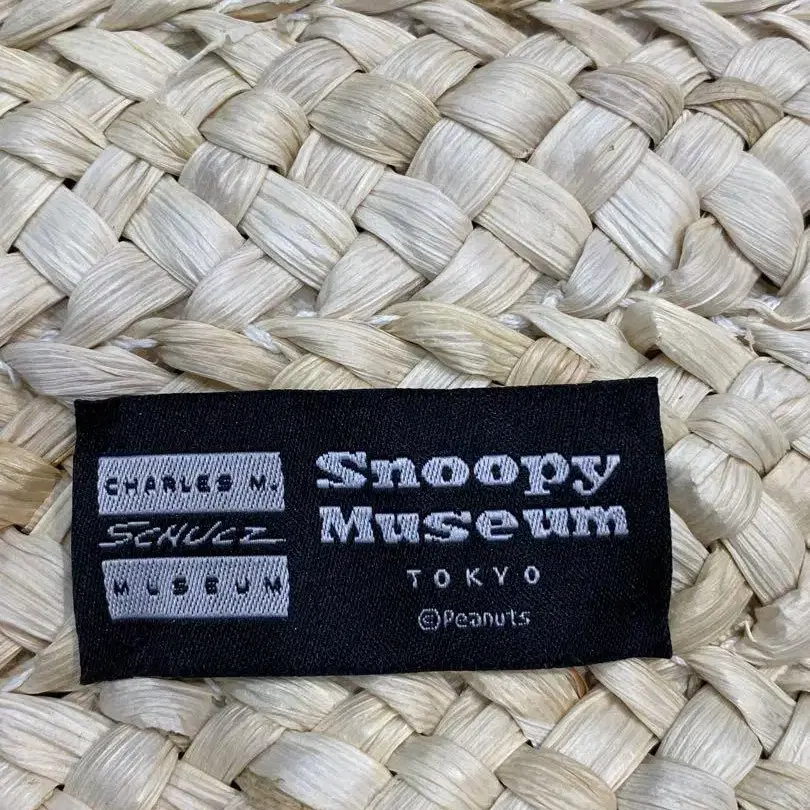 CHARLES M.
SCHULZ
MUSEUM
Snoopy
Museum
TOKYO
©Peanuts